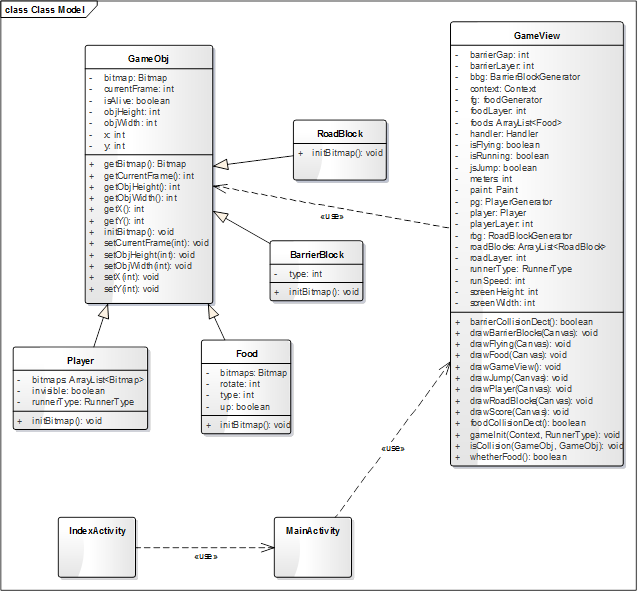 class Class Model
GameObj
- bitmap: Bitmap
- currentFrame: int
- isAlive: boolean
- objHeight: int
- objWidth: int
- x: int
- y: int
+ getBitmap(): Bitmap
+ getCurrentFrame(): int
+ getObjHeight(): int
+ getObjWidth(): int
+ getX(): int
+ getY(): int
+ initBitmap(): void
+ setCurrentFrame(int): void
+ setObjHeight(int): void
+ setObjWidth(int): void
+ setX(int): void
+ setY(int): void
RoadBlock
+ initBitmap(): void
«use»
BarrierBlock
- type: int
+ initBitmap(): void
GameView
- barrierGap: int
- barrierLayer: int
- bbg: BarrierBlockGenerator
- context: Context
- fg: foodGenerator
- foodLayer: int
- foods: ArrayList<Food>
- handler: Handler
- isFlying: boolean
- isRunning: boolean
- jsJump: boolean
- meters: int
- paint: Paint
- pg: PlayerGenerator
- player: Player
- playerLayer: int
- rbg: RoadBlockGenerator
- roadBlocks: ArrayList<RoadBlock>
- roadLayer: int
- runnerType: RunnerType
- runSpeed: int
- screenHeight: int
- screenWidth: int
+ barrierCollisionDect(): boolean
+ drawBarrierBlocks(Canvas): void
+ drawFlying(Canvas): void
+ drawFood(Canvas): void
+ drawGameView(): void
+ drawJump(Canvas): void
+ drawPlayer(Canvas): void
+ drawRoadBlocks(Canvas): void
+ drawScore(Canvas): void
+ foodCollisionDect(): boolean
+ gameInit(Context, RunnerType): void
+ isCollision(GameObj, GameObj): void
+ whetherFood(): boolean
Player
- bitmaps: ArrayList<Bitmap>
- invisible: boolean
- runnerType: RunnerType
+ initBitmap(): void
Food
- bitmaps: Bitmap
- rotate: int
- type: int
- up: boolean
+ initBitmap(): void
«use»
IndexActivity
«use»
MainActivity